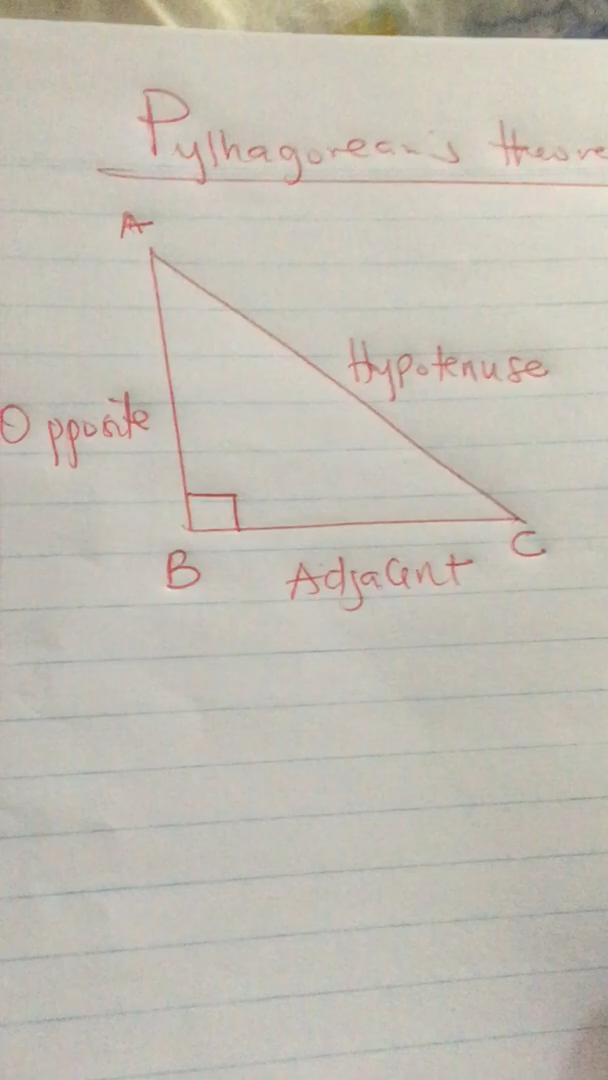 Pythagorean's theore
A
Hypotenuse
Opposite
B
C
Adjacent